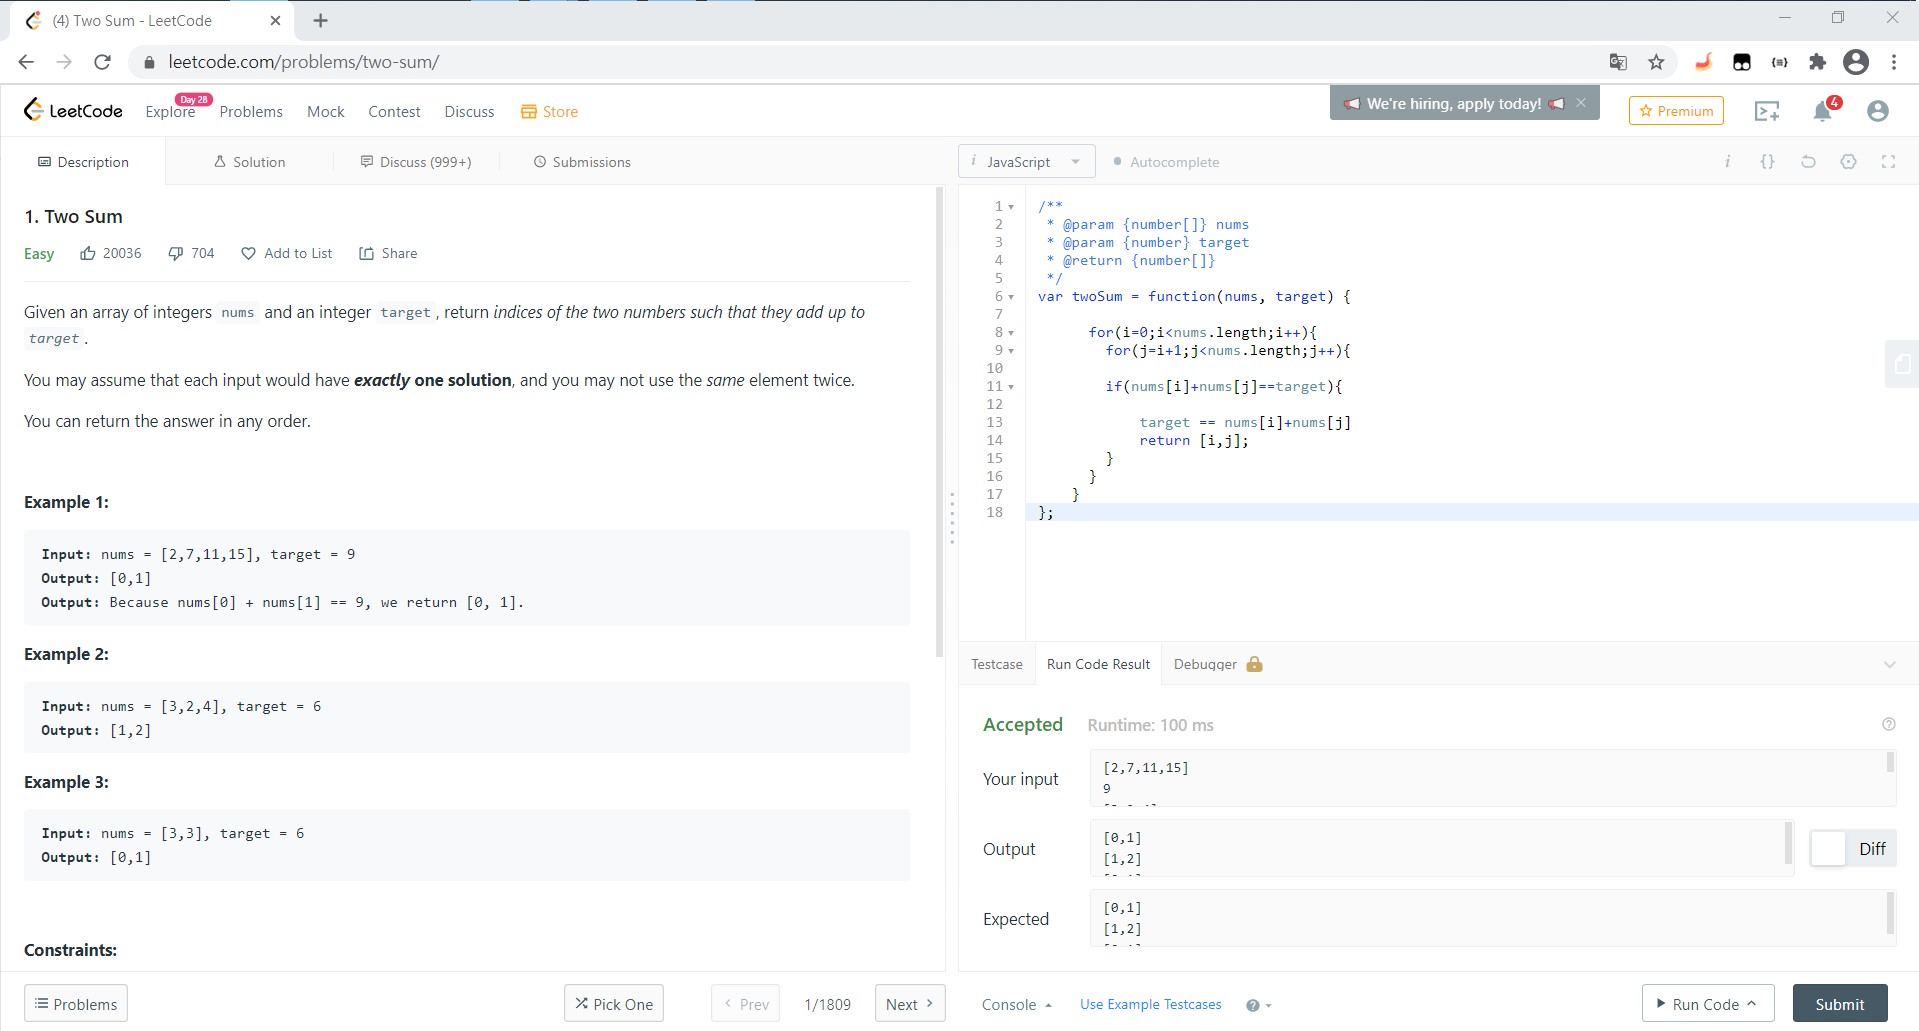 (4) Two Sum - LeetCode
leetcode.com/problems/two-sum/
LeetCode Explore Day 28 Problems Mock Contest Discuss Store We're hiring, apply today! Premium 4
Description Solution Discuss (999+) Submissions
1. Two Sum
Easy 20036 704 Add to List Share
Given an array of integers nums and an integer target, return indices of the two numbers such that they add up to
target.
You may assume that each input would have exactly one solution, and you may not use the same element twice.
You can return the answer in any order.
Example 1:
Input: nums = [2,7,11,15], target = 9
Output: [0,1]
Output: Because nums[0] + nums[1] == 9, we return [0, 1].
Example 2:
Input: nums = [3,2,4], target = 6
Output: [1,2]
Example 3:
Input: nums = [3,3], target = 6
Output: [0,1]
Constraints:
Problems Pick One < Prev 1/1809 Next >
i JavaScript Autocomplete i {}
1 /**
2 * @param {number[]} nums
3 * @param {number} target
4 * @return {number[]}
5 */
6 var twoSum = function(nums, target) {
7
8 for(i=0;i<nums.length;i++){
9 for(j=i+1;j<nums.length;j++){
10
11 if(nums[i]+nums[j]==target){
12
13 target == nums[i]+nums[j]
14 return [i,j];
15 }
16 }
17 }
18 };
Testcase Run Code Result Debugger
Accepted Runtime: 100 ms
Your input
[2,7,11,15]
9
Output
[0,1]
[1,2]
Diff
Expected
[0,1]
[1,2]
Console Use Example Testcases Run Code Submit